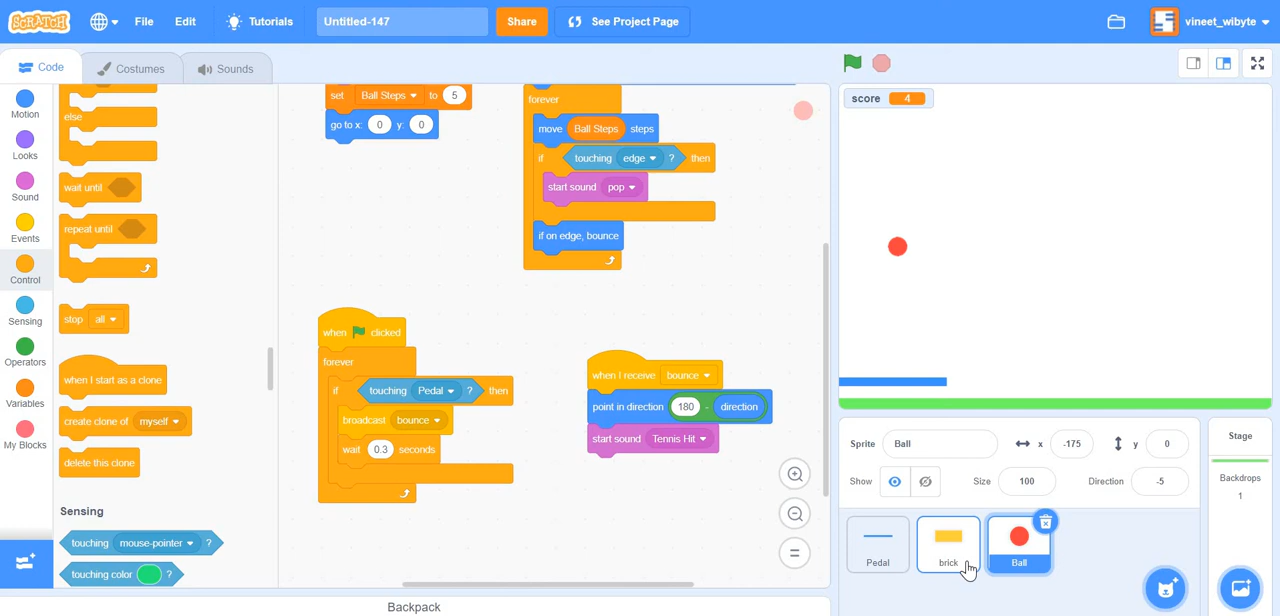 SCRATCH File Edit Tutorials Untitled-147 Share See Project Page vineet_wibyte
Code Costumes Sounds
Motion
Looks
Sound
Events
Control
Sensing
Operators
Variables
My Blocks
else
wait until
repeat until
stop all
when I start as a clone
create clone of myself
delete this clone
Sensing
touching mouse-pointer ?
touching color ?
set Ball Steps to 5
go to x: 0 y: 0
forever
move Ball Steps steps
if touching edge ? then
start sound pop
if on edge, bounce
when clicked
forever
if touching Pedal ? then
broadcast bounce
wait 0.3 seconds
when I receive bounce
point in direction 180 - direction
start sound Tennis Hit
score 4
Sprite Ball x -175 y 0
Show Size 100 Direction -5
Pedal brick Ball
Stage
Backdrops
1
Backpack